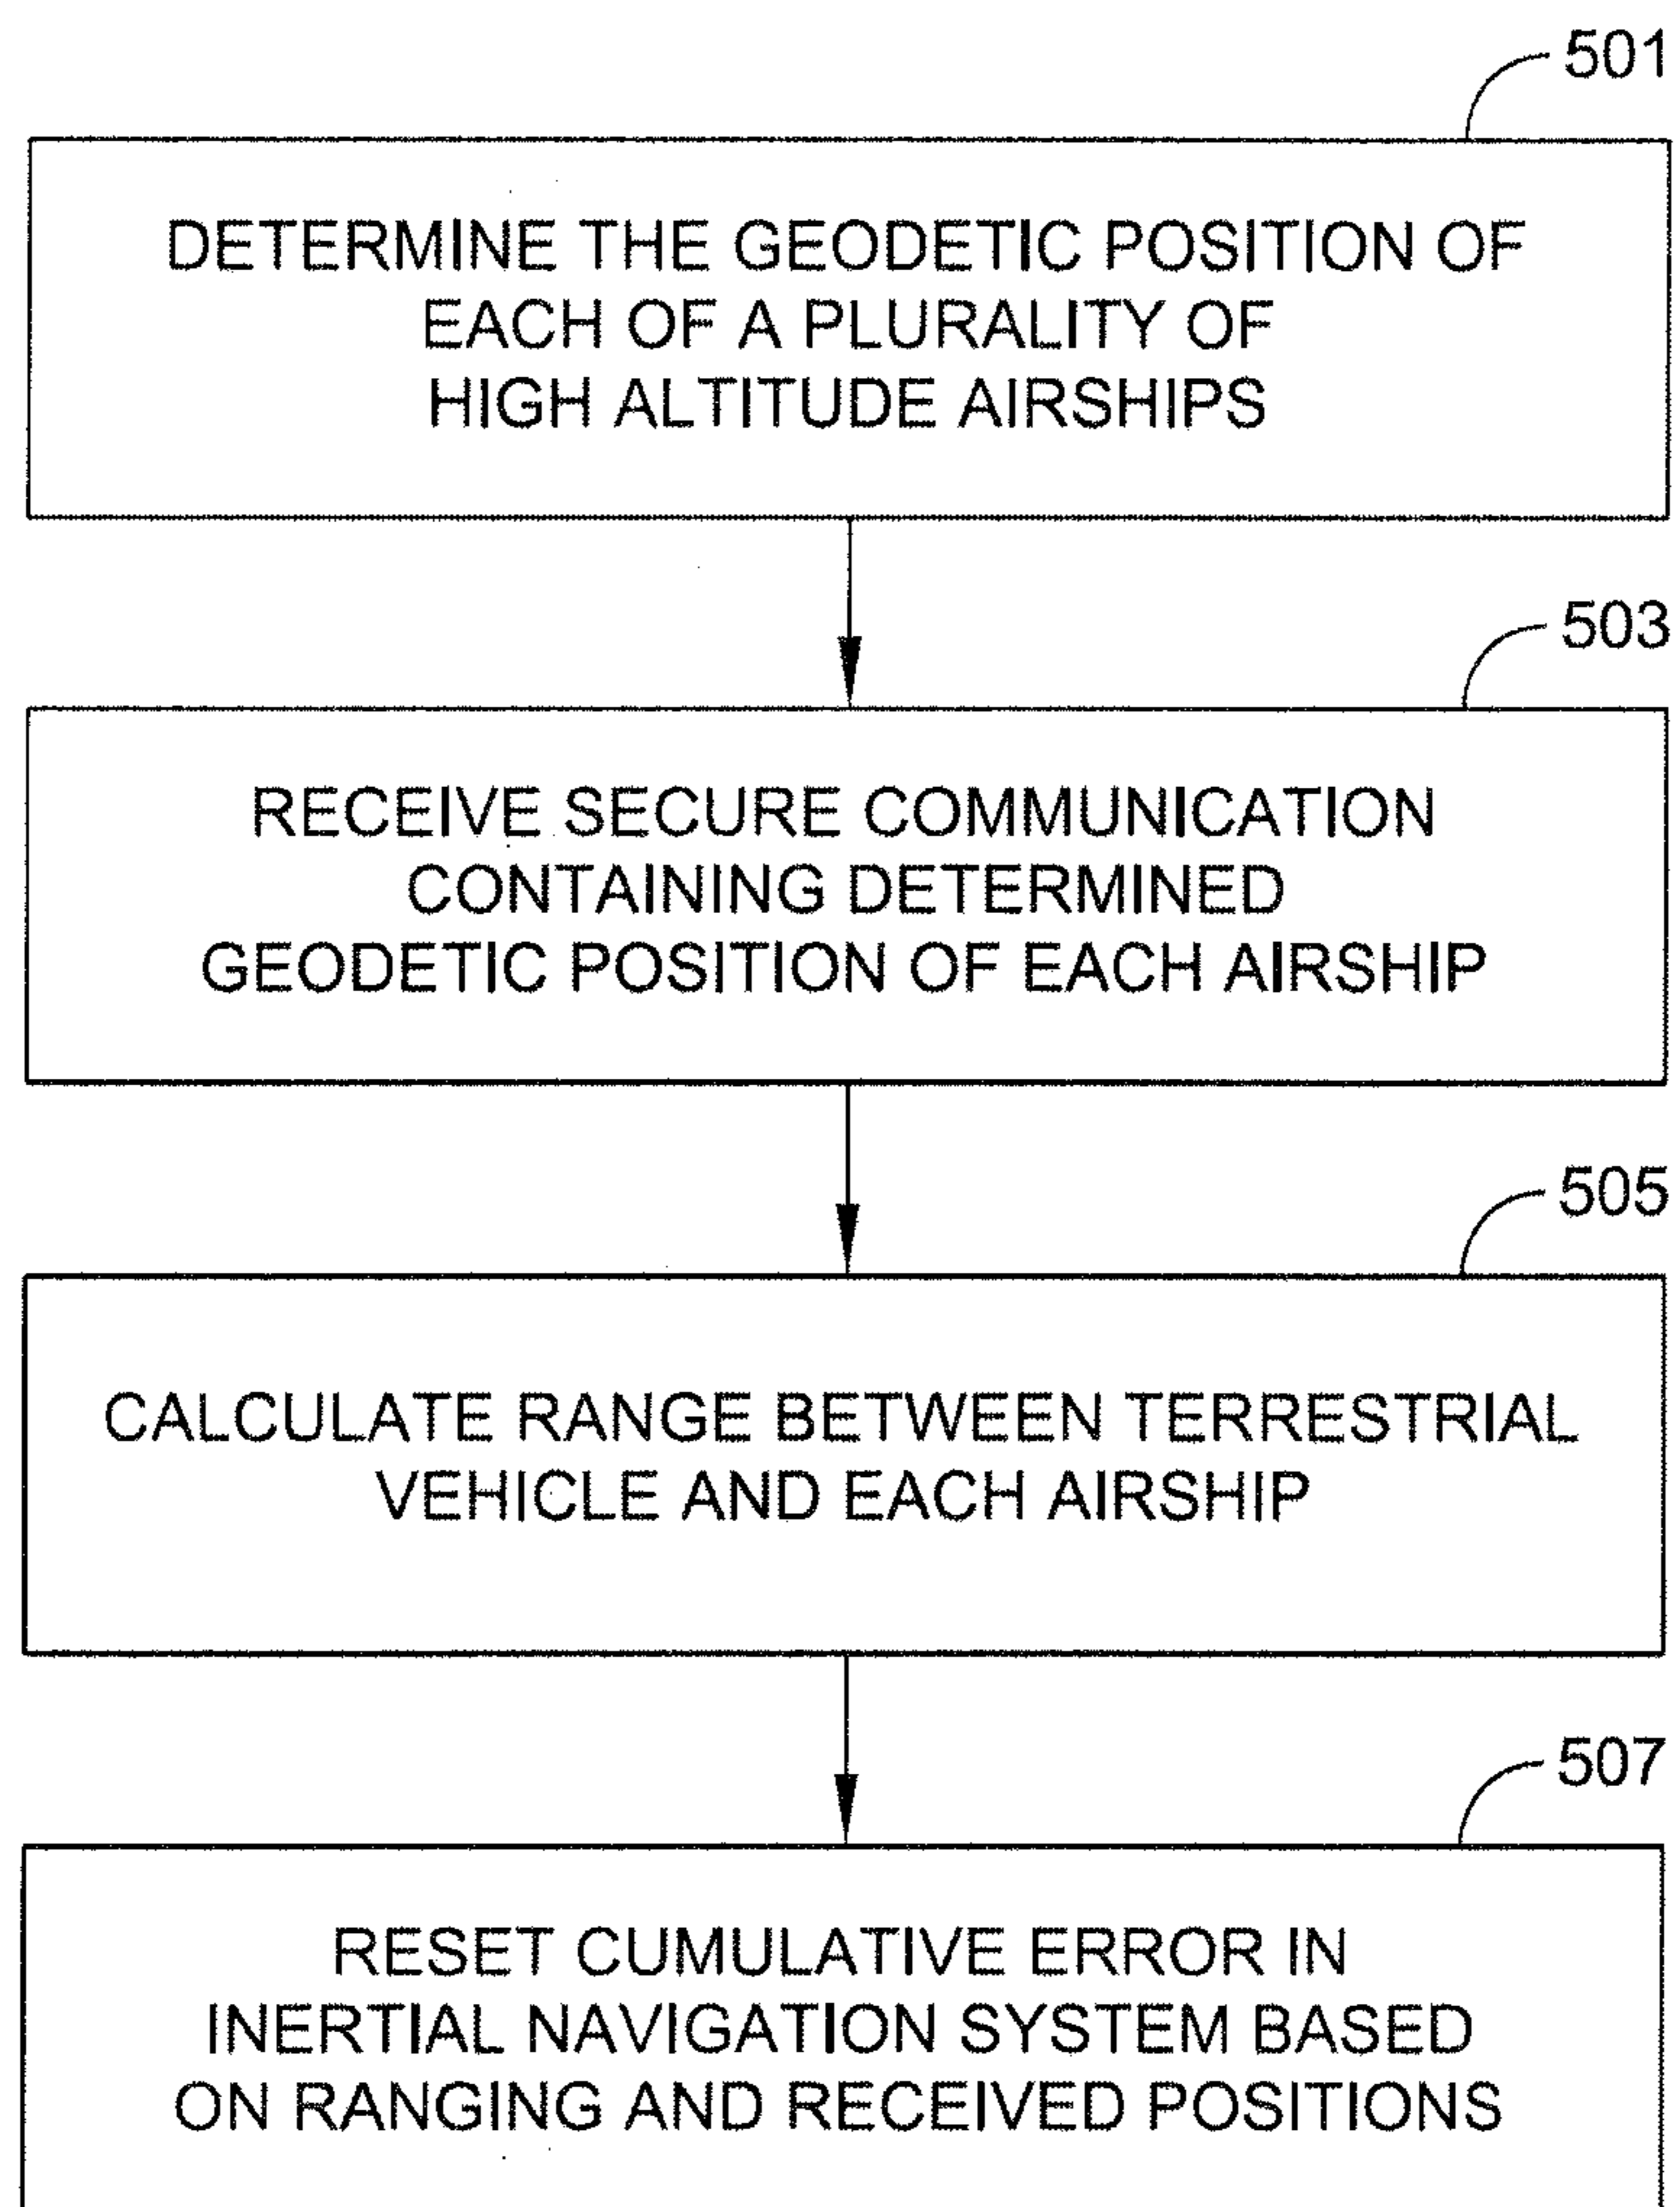 501
DETERMINE THE GEODETIC POSITION OF
EACH OF A PLURALITY OF
HIGH ALTITUDE AIRSHIPS
503
RECEIVE SECURE COMMUNICATION
CONTAINING DETERMINED
GEODETIC POSITION OF EACH AIRSHIP
505
CALCULATE RANGE BETWEEN TERRESTRIAL
VEHICLE AND EACH AIRSHIP
507
RESET CUMULATIVE ERROR IN
INERTIAL NAVIGATION SYSTEM BASED
ON RANGING AND RECEIVED POSITIONS